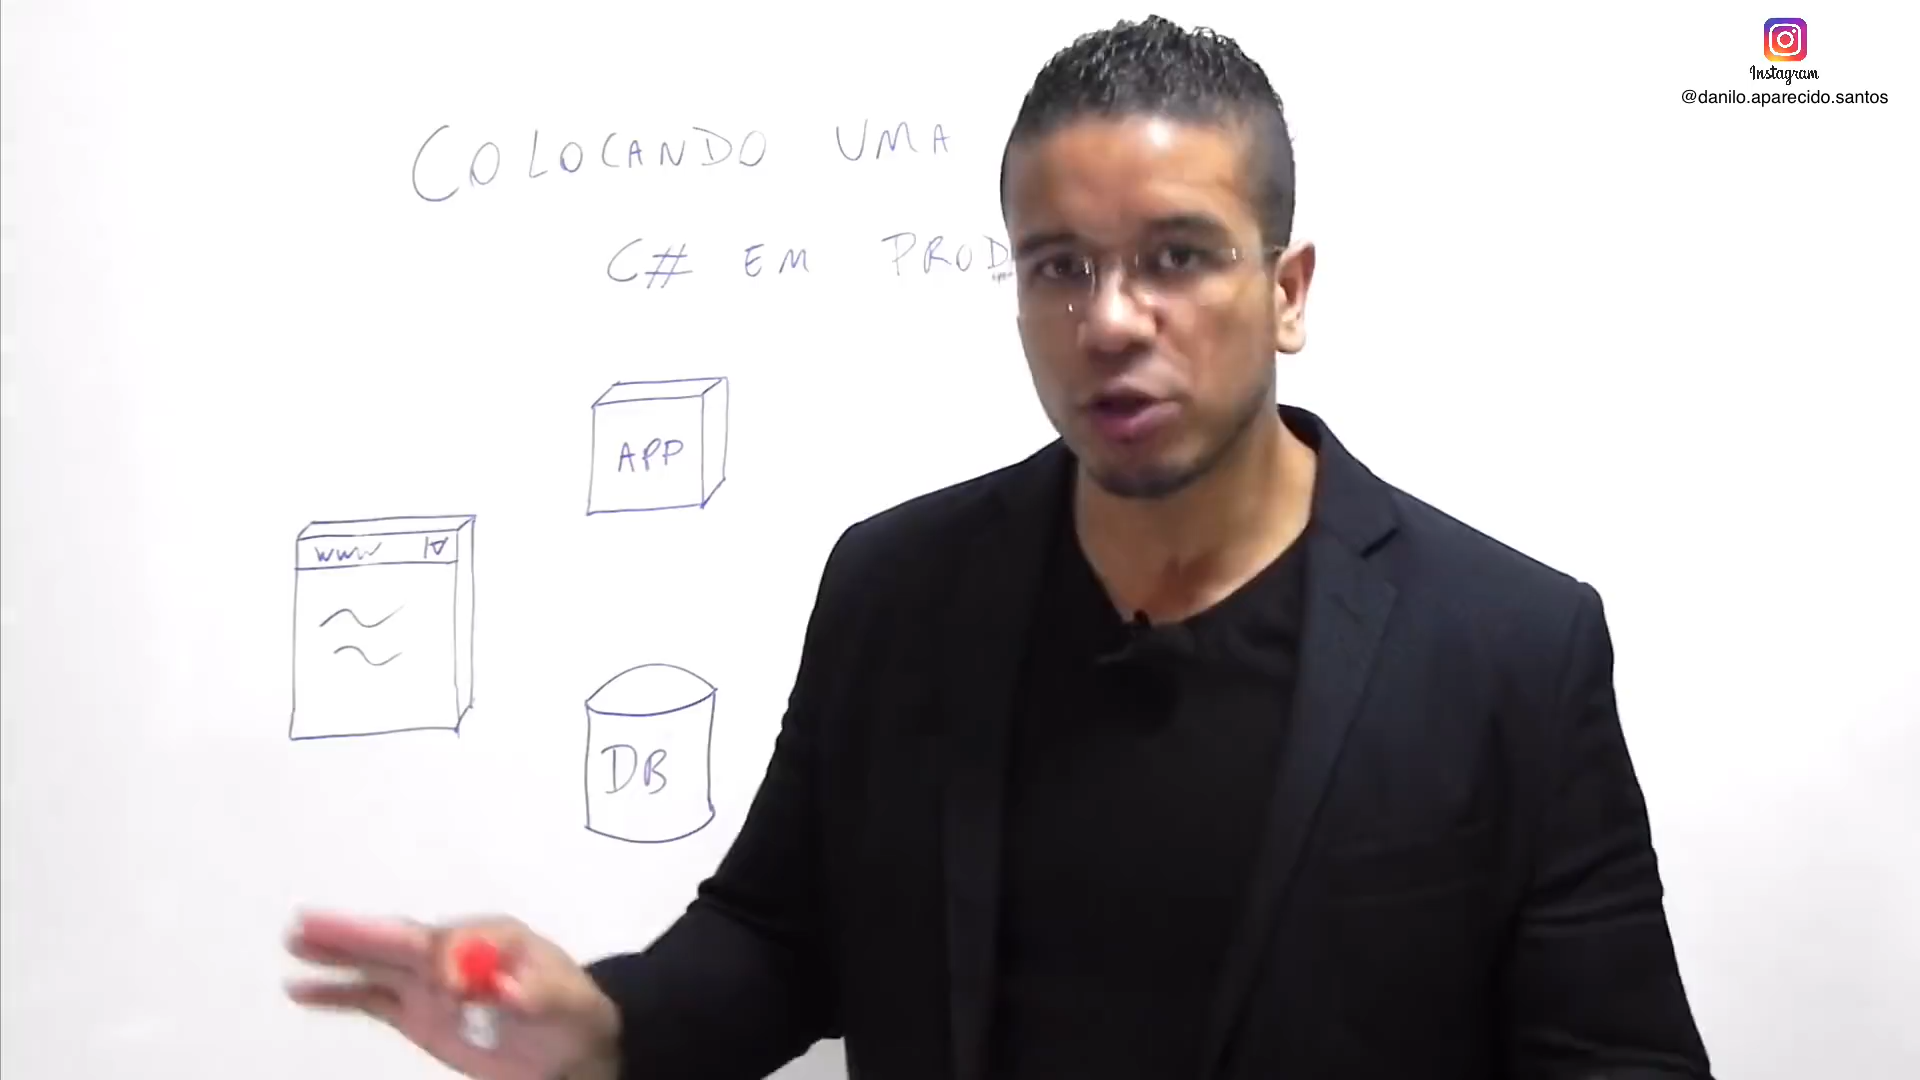 Instagram
@danilo.aparecido.santos
COLOCANDO UMA
C# EM PROD
APP
www
DB